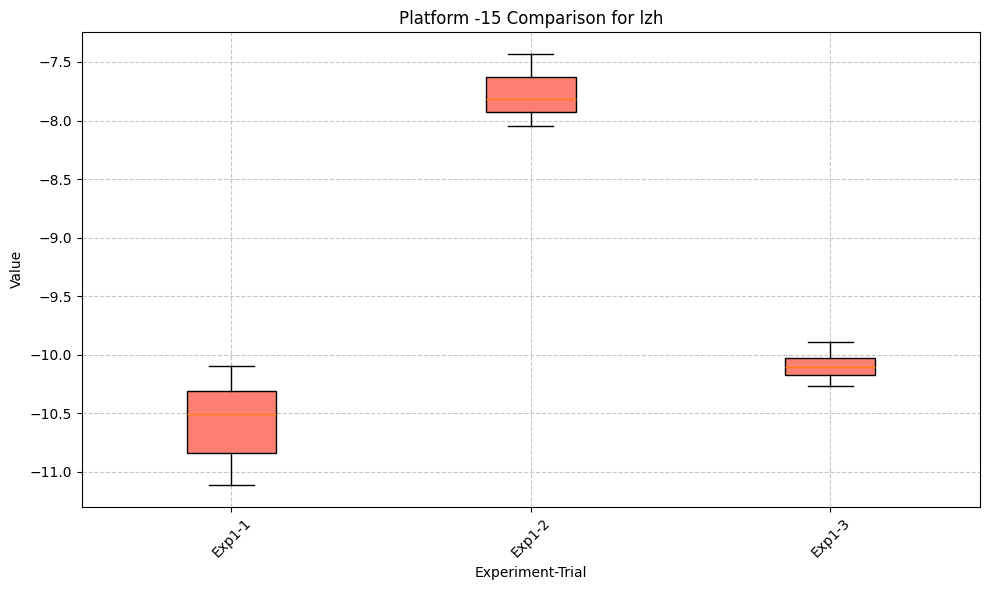 Platform -15 Comparison for lzh
−7.5
−8.0
−8.5
−9.0
−9.5
−10.0
−10.5
−11.0
Value
Exp1-1
Exp1-2
Exp1-3
Experiment-Trial